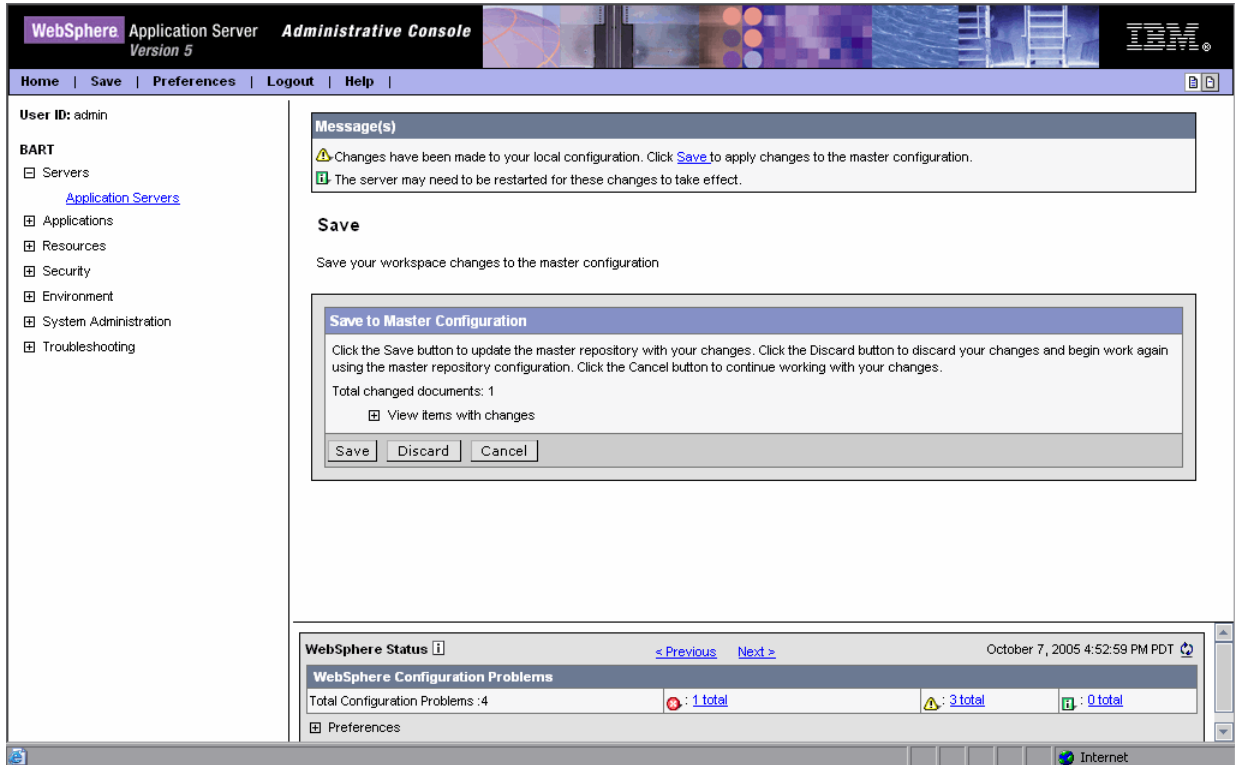 WebSphere Application Server Administrative Console
Version 5
IBM®
Home | Save | Preferences | Logout | Help |
User ID: admin
BART
Servers
Application Servers
Applications
Resources
Security
Environment
System Administration
Troubleshooting
Message(s)
Changes have been made to your local configuration. Click Save to apply changes to the master configuration.
The server may need to be restarted for these changes to take effect.
Save
Save your workspace changes to the master configuration
Save to Master Configuration
Click the Save button to update the master repository with your changes. Click the Discard button to discard your changes and begin work again
using the master repository configuration. Click the Cancel button to continue working with your changes.
Total changed documents: 1
View items with changes
Save Discard Cancel
WebSphere Status i < Previous Next > October 7, 2005 4:52:59 PM PDT
WebSphere Configuration Problems
Total Configuration Problems :4 : 1 total : 3 total : 0 total
Preferences
Internet